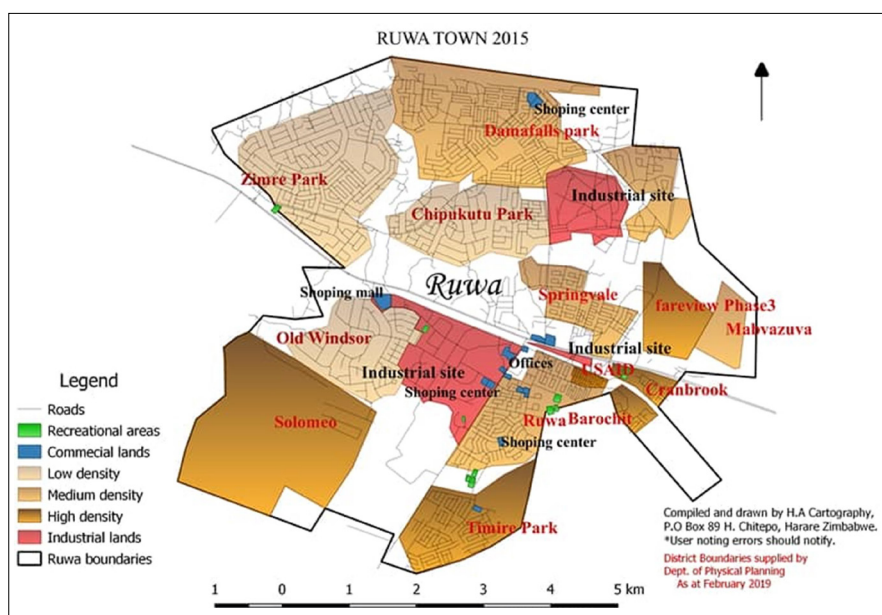 RUWA TOWN 2015
Shoping center
Damafalls park
Zimre Park
Industrial site
Chipukutu Park
Ruwa
Springvale
Shoping mall
fareview Phase3
Mabvazuva
Old Windsor
Industrial site
Offices
Industrial site
USAID
Shoping center
Cranbrook
Solomeo
Ruwa
Barochit
Shoping center
Timire Park
Legend
Roads
Recreational areas
Commecial lands
Low density
Medium density
High density
Industrial lands
Ruwa boundaries
Compiled and drawn by H.A Cartography,
P.O Box 89 H. Chitepo, Harare Zimbabwe.
*User noting errors should notify.
District Boundaries supplied by
Dept. of Physical Planning
As at February 2019
1 0 1 2 3 4 5 km